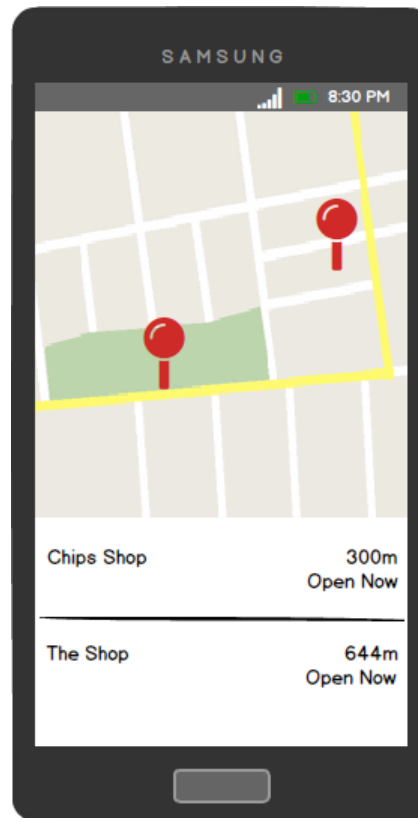 SAMSUNG
8:30 PM
Chips Shop 300m
Open Now
The Shop 644m
Open Now